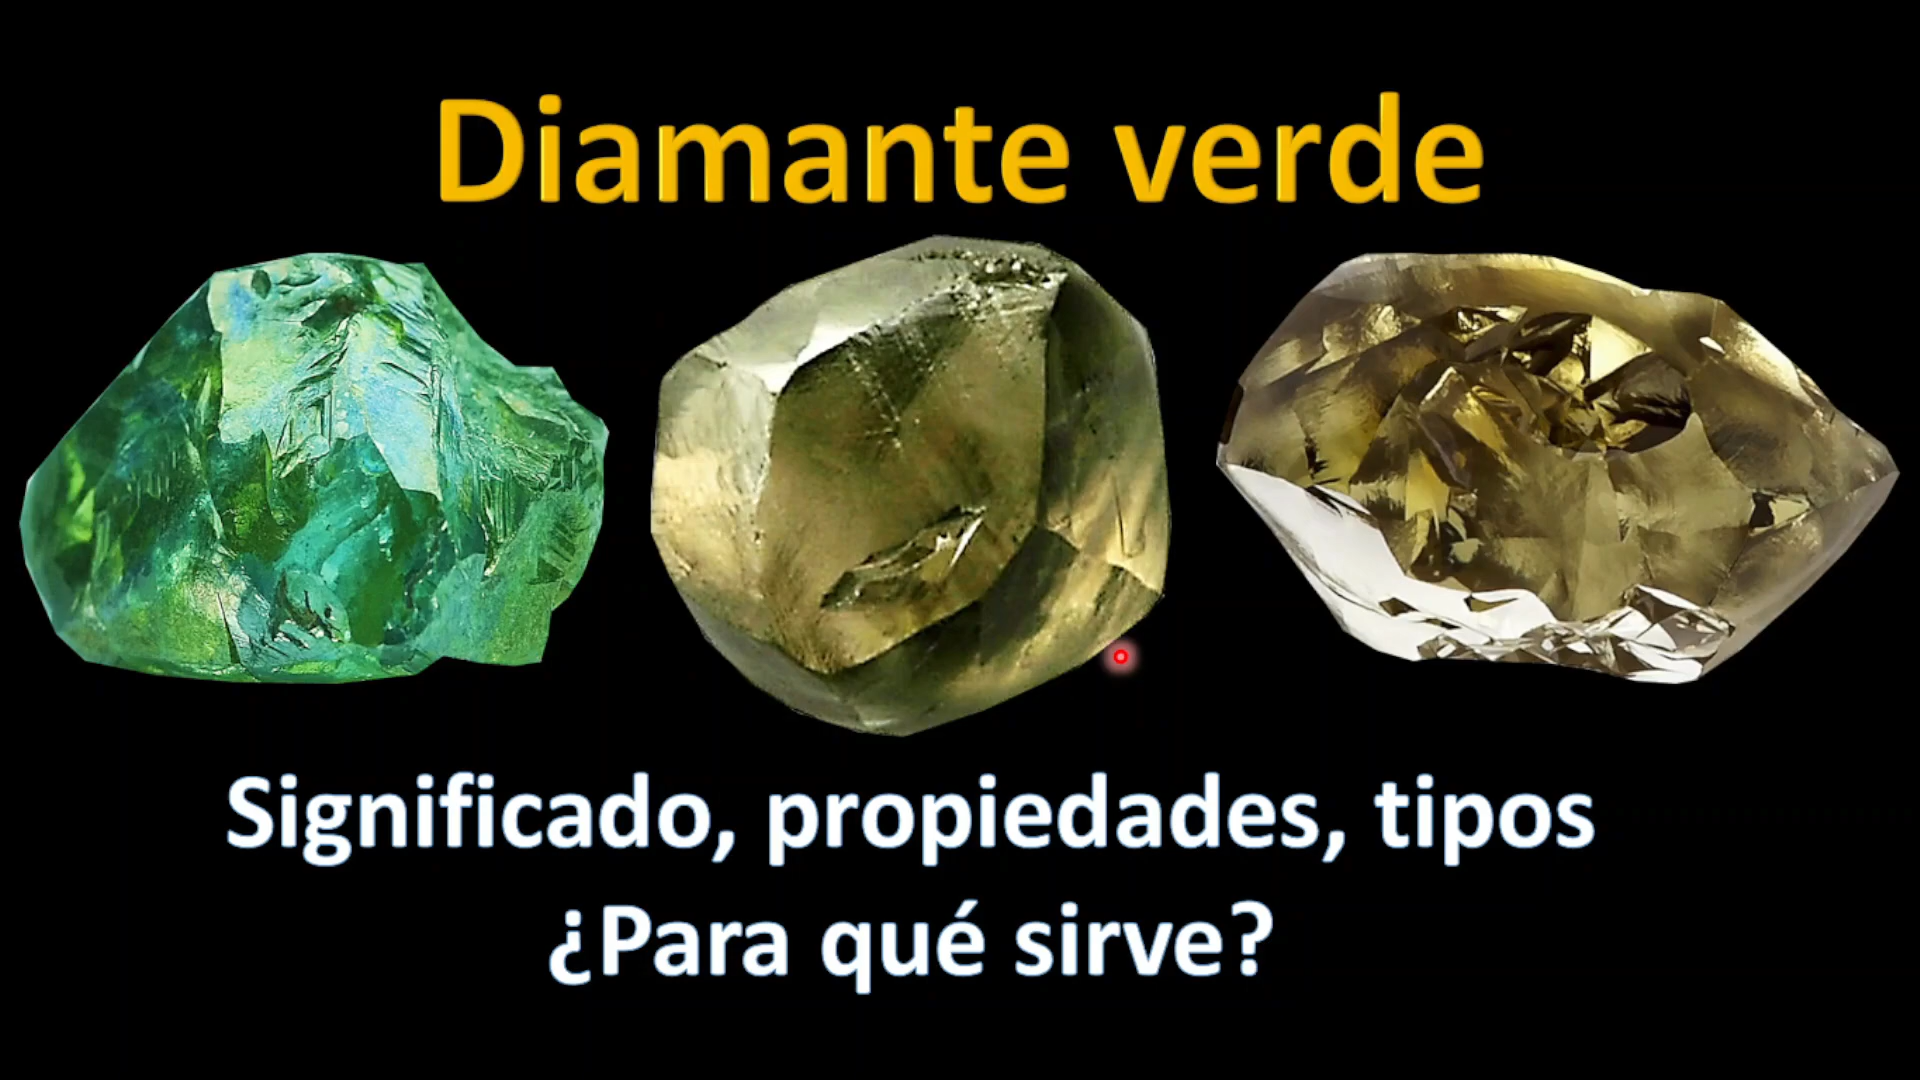 Diamante verde
Significado, propiedades, tipos
¿Para qué sirve?